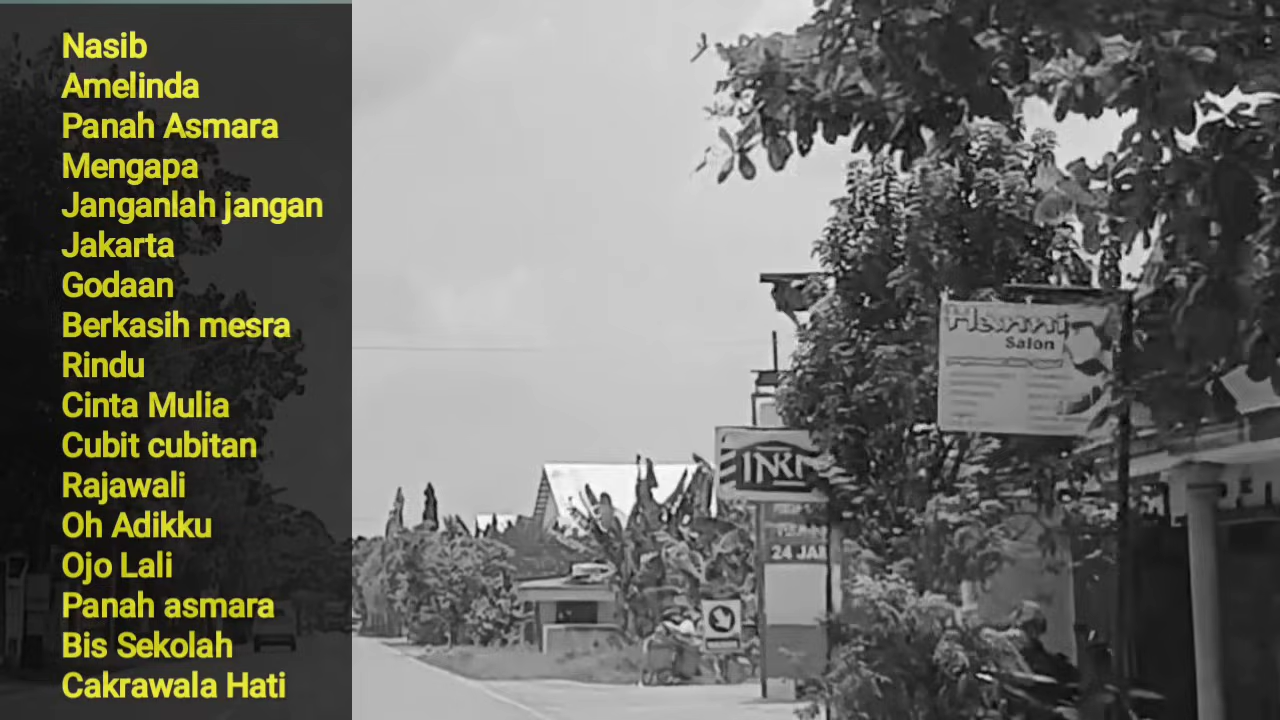 Nasib
Amelinda
Panah Asmara
Mengapa
Janganlah jangan
Jakarta
Godaan
Berkasih mesra
Rindu
Cinta Mulia
Cubit cubitan
Rajawali
Oh Adikku
Ojo Lali
Panah asmara
Bis Sekolah
Cakrawala Hati
Hanni
Salon
24 JAM